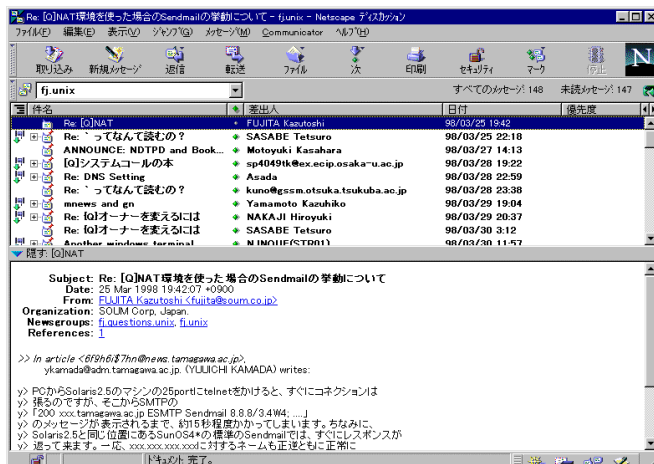 Re: [Q]NAT環境を使った場合のSendmailの挙動について - fj.unix - Netscape ディスカッション
ファイル(F) 編集(E) 表示(V) ジャンプ(G) メッセージ(M) Communicator ヘルプ(H)
取り込み 新規メッセージ 返信 転送 ファイル 次 印刷 セキュリティ マーク 停止
fj.unix すべてのメッセージ: 148 未読メッセージ: 147
件名 差出人 日付 優先度
Re: [Q]NAT FUJITA Kazutoshi 98/03/25 19:42
Re: ` ってなんて読むの? SASABE Tetsuro 98/03/25 22:18
ANNOUNCE: NDTPD and Book... Motoyuki Kasahara 98/03/27 14:13
[Q]システムコールの本 sp4049tk@ex.ecip.osaka-u.ac.jp 98/03/28 19:22
Re: DNS Setting Asada 98/03/28 22:59
Re: ` ってなんて読むの? kuno@gssm.otsuka.tsukuba.ac.jp 98/03/28 23:38
mnews and gn Yamamoto Kazuhiko 98/03/29 19:04
Re: [Q]オーナーを変えるには NAKAJI Hiroyuki 98/03/29 20:37
Re: [Q]オーナーを変えるには SASABE Tetsuro 98/03/30 3:12
Another windows terminal N.INOUE(STR01) 98/03/30 11:57
隠す: [Q]NAT
Subject: Re: [Q]NAT環境を使った場合のSendmailの挙動について
Date: 25 Mar 1998 19:42:07 +0900
From: FUJITA Kazutoshi <fujita@soum.co.jp>
Organization: SOUM Corp, Japan.
Newsgroups: fj.questions.unix, fj.unix
References: 1
>> In article <6f9h6i$7hn@news.tamagawa.ac.jp>,
ykamada@adm.tamagawa.ac.jp. (YUUICHI KAMADA) writes:
y> PCからSolaris2.5のマシンの25portにtelnetをかけると、すぐにコネクションは
y> 張るのですが、そこからSMTPの
y> 「200 xxx.tamagawa.ac.jp ESMTP Sendmail 8.8.8/3.4W4; ....」
y> のメッセージが表示されるまで、約15秒程度かかってしまいます。ちなみに、
y> Solaris2.5と同じ位置にあるSunOS4*の標準のSendmailでは、すぐにレスポンスが
y> 返って来ます。一応、xxx.xxx.xxx.xxxに対するネームも正逆ともに正常に
ドキュメント 完了。